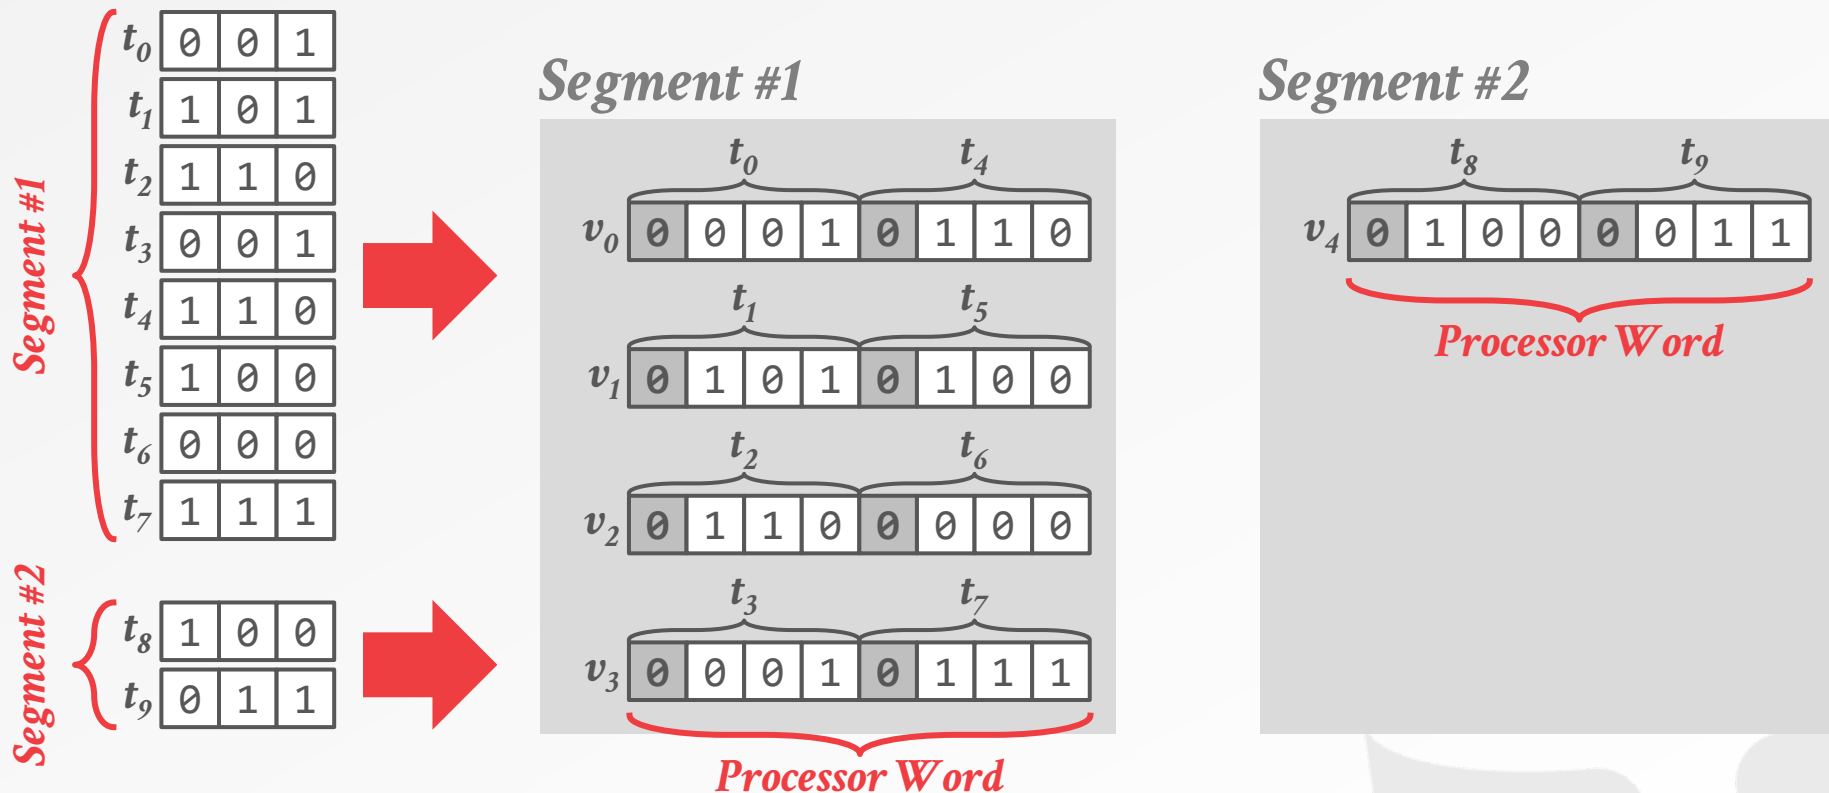 Segment #1
t0 0 0 1
t1 1 0 1
t2 1 1 0
t3 0 0 1
t4 1 1 0
t5 1 0 0
t6 0 0 0
t7 1 1 1
Segment #2
t8 1 0 0
t9 0 1 1
Segment #1
t0 t4
v0 0 0 0 1 0 1 1 0
t1 t5
v1 0 1 0 1 0 1 0 0
t2 t6
v2 0 1 1 0 0 0 0 0
t3 t7
v3 0 0 0 1 0 1 1 1
Processor Word
Segment #2
t8 t9
v4 0 1 0 0 0 0 1 1
Processor Word